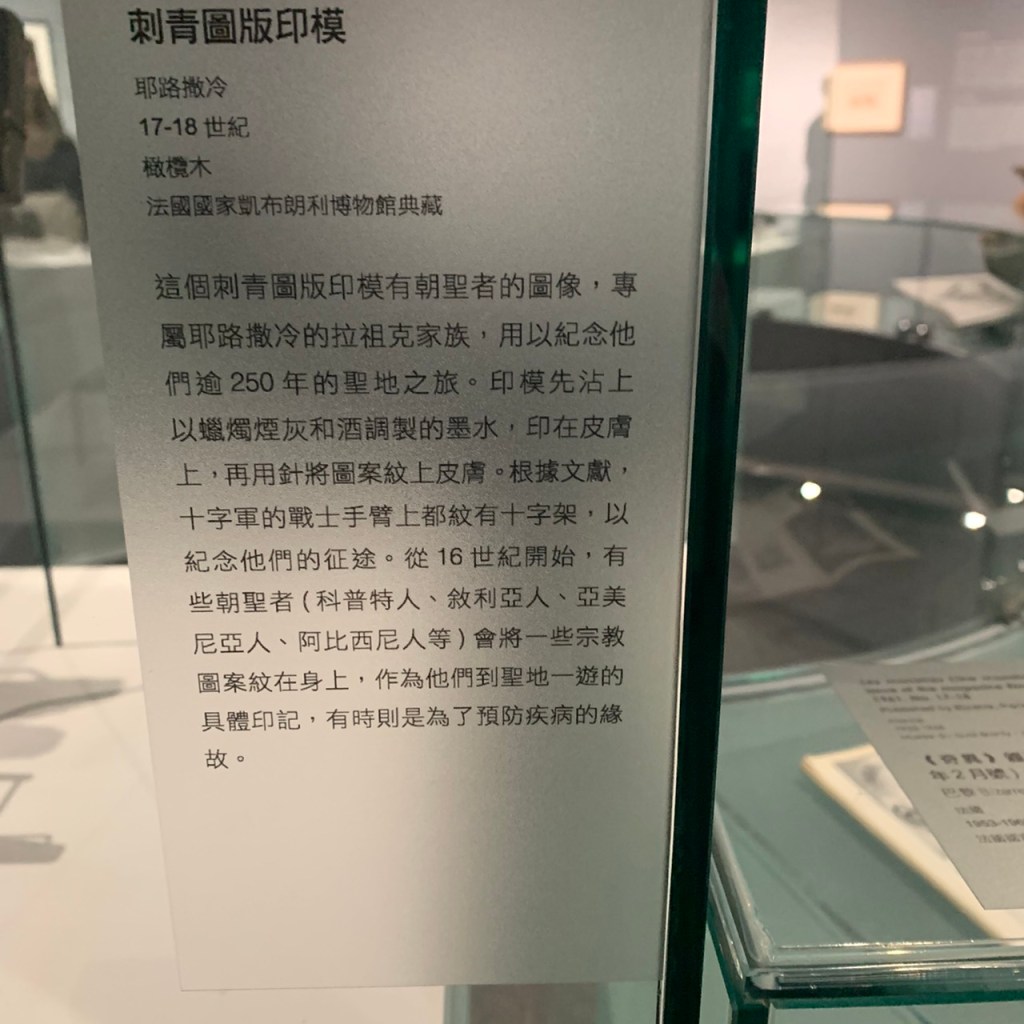 刺青圖版印模
耶路撒冷
17-18 世紀
橄欖木
法國國家凱布朗利博物館典藏
這個刺青圖版印模有朝聖者的圖像，專
屬耶路撒冷的拉祖克家族，用以紀念他
們逾 250 年的聖地之旅。印模先沾上
以蠟燭煙灰和酒調製的墨水，印在皮膚
上，再用針將圖案紋上皮膚。根據文獻，
十字軍的戰士手臂上都紋有十字架，以
紀念他們的征途。從 16 世紀開始，有
些朝聖者 ( 科普特人、敘利亞人、亞美
尼亞人、阿比西尼人等 ) 會將一些宗教
圖案紋在身上，作為他們到聖地一遊的
具體印記，有時則是為了預防疾病的緣
故。
《奇異》
年 2 月號）
巴黎
法國